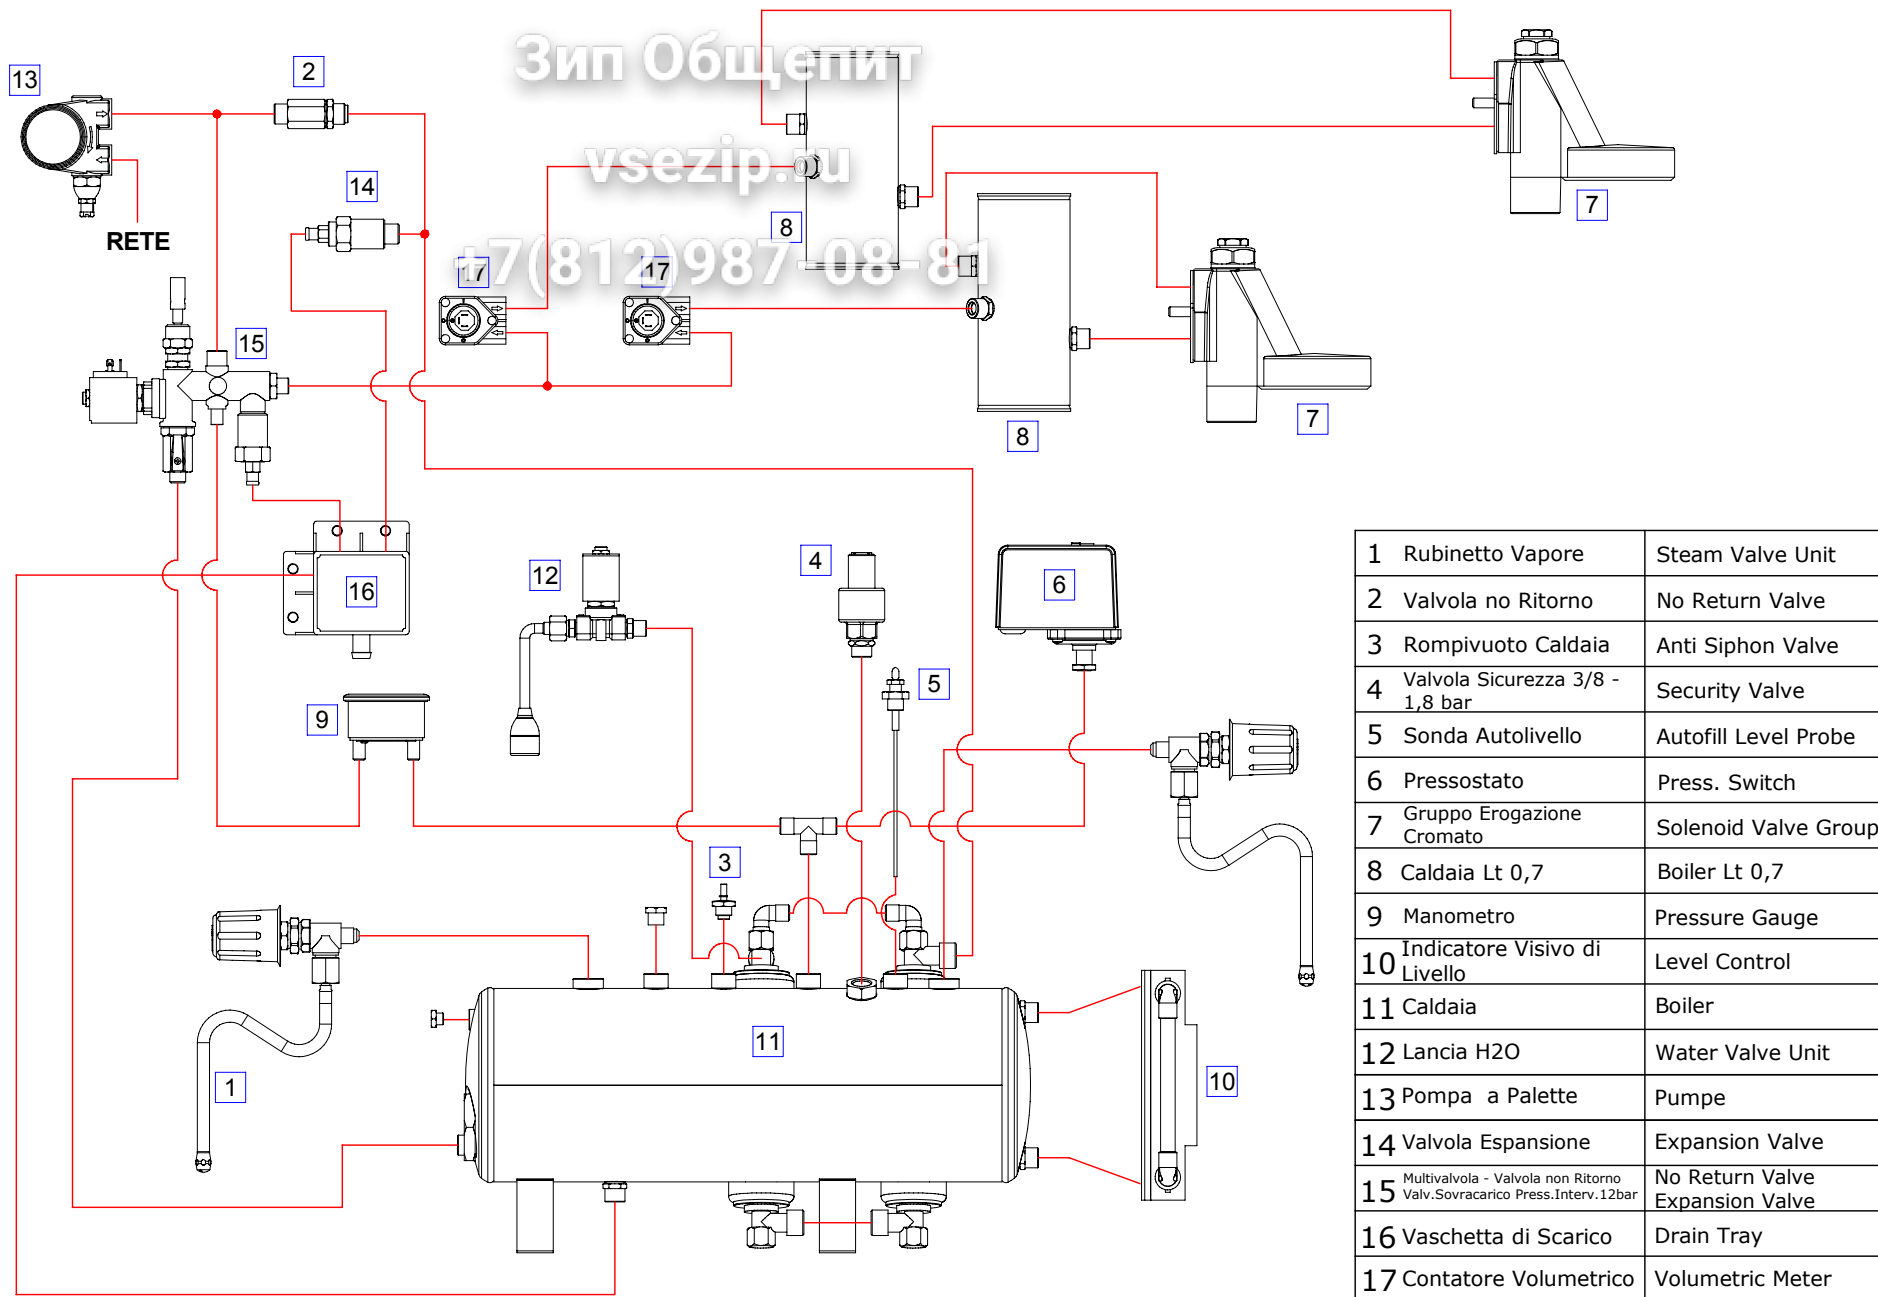 Зип Общепит
vsezip.ru
+7(812)987-08-81
13
2
14
RETE
15
17
17
8
7
8
7
16
12
4
6
5
9
3
1
11
10
1 Rubinetto Vapore Steam Valve Unit
2 Valvola no Ritorno No Return Valve
3 Rompivuoto Caldaia Anti Siphon Valve
4 Valvola Sicurezza 3/8 -
1,8 bar Security Valve
5 Sonda Autolivello Autofill Level Probe
6 Pressostato Press. Switch
7 Gruppo Erogazione
Cromato Solenoid Valve Group
8 Caldaia Lt 0,7 Boiler Lt 0,7
9 Manometro Pressure Gauge
10 Indicatore Visivo di
Livello Level Control
11 Caldaia Boiler
12 Lancia H2O Water Valve Unit
13 Pompa a Palette Pumpe
14 Valvola Espansione Expansion Valve
15 Multivalvola - Valvola non Ritorno No Return Valve
Valv.Sovracarico Press.Interv.12bar Expansion Valve
16 Vaschetta di Scarico Drain Tray
17 Contatore Volumetrico Volumetric Meter